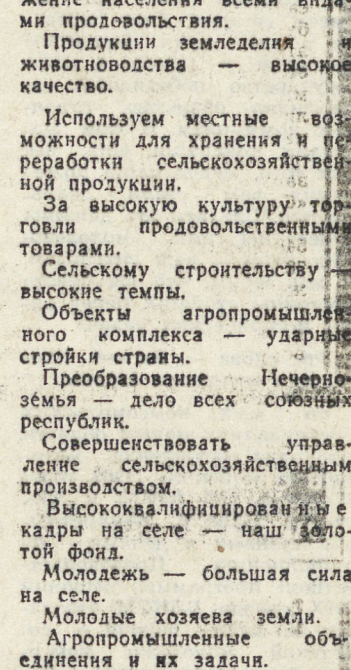 жение населения всеми вида-
ми продовольствия.
Продукции земледелия и
животноводства — высокое
качество.
Используем местные воз-
можности для хранения и пе-
реработки сельскохозяйствен-
ной продукции.
За высокую культуру тор-
говли продовольственными
товарами.
Сельскому строительству —
высокие темпы.
Объекты агропромышлен-
ного комплекса — ударные
стройки страны.
Преобразование Нечерно-
земья — дело всех союзных
республик.
Совершенствовать управ-
ление сельскохозяйственным
производством.
Высококвалифицированные
кадры на селе — наш золо-
той фонд.
Молодежь — большая сила
на селе.
Молодые хозяева земли.
Агропромышленные объ-
единения и их задачи.